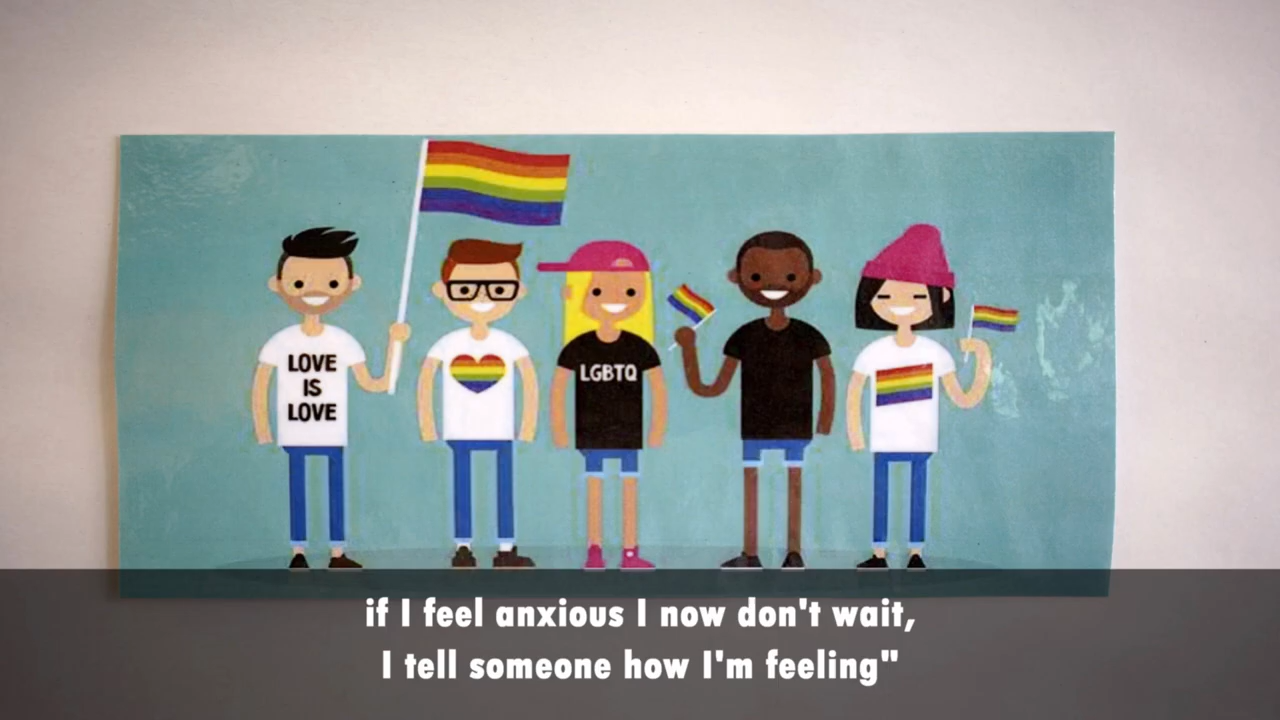 LOVE
IS
LOVE
LGBTQ
if I feel anxious I now don't wait,
I tell someone how I'm feeling"